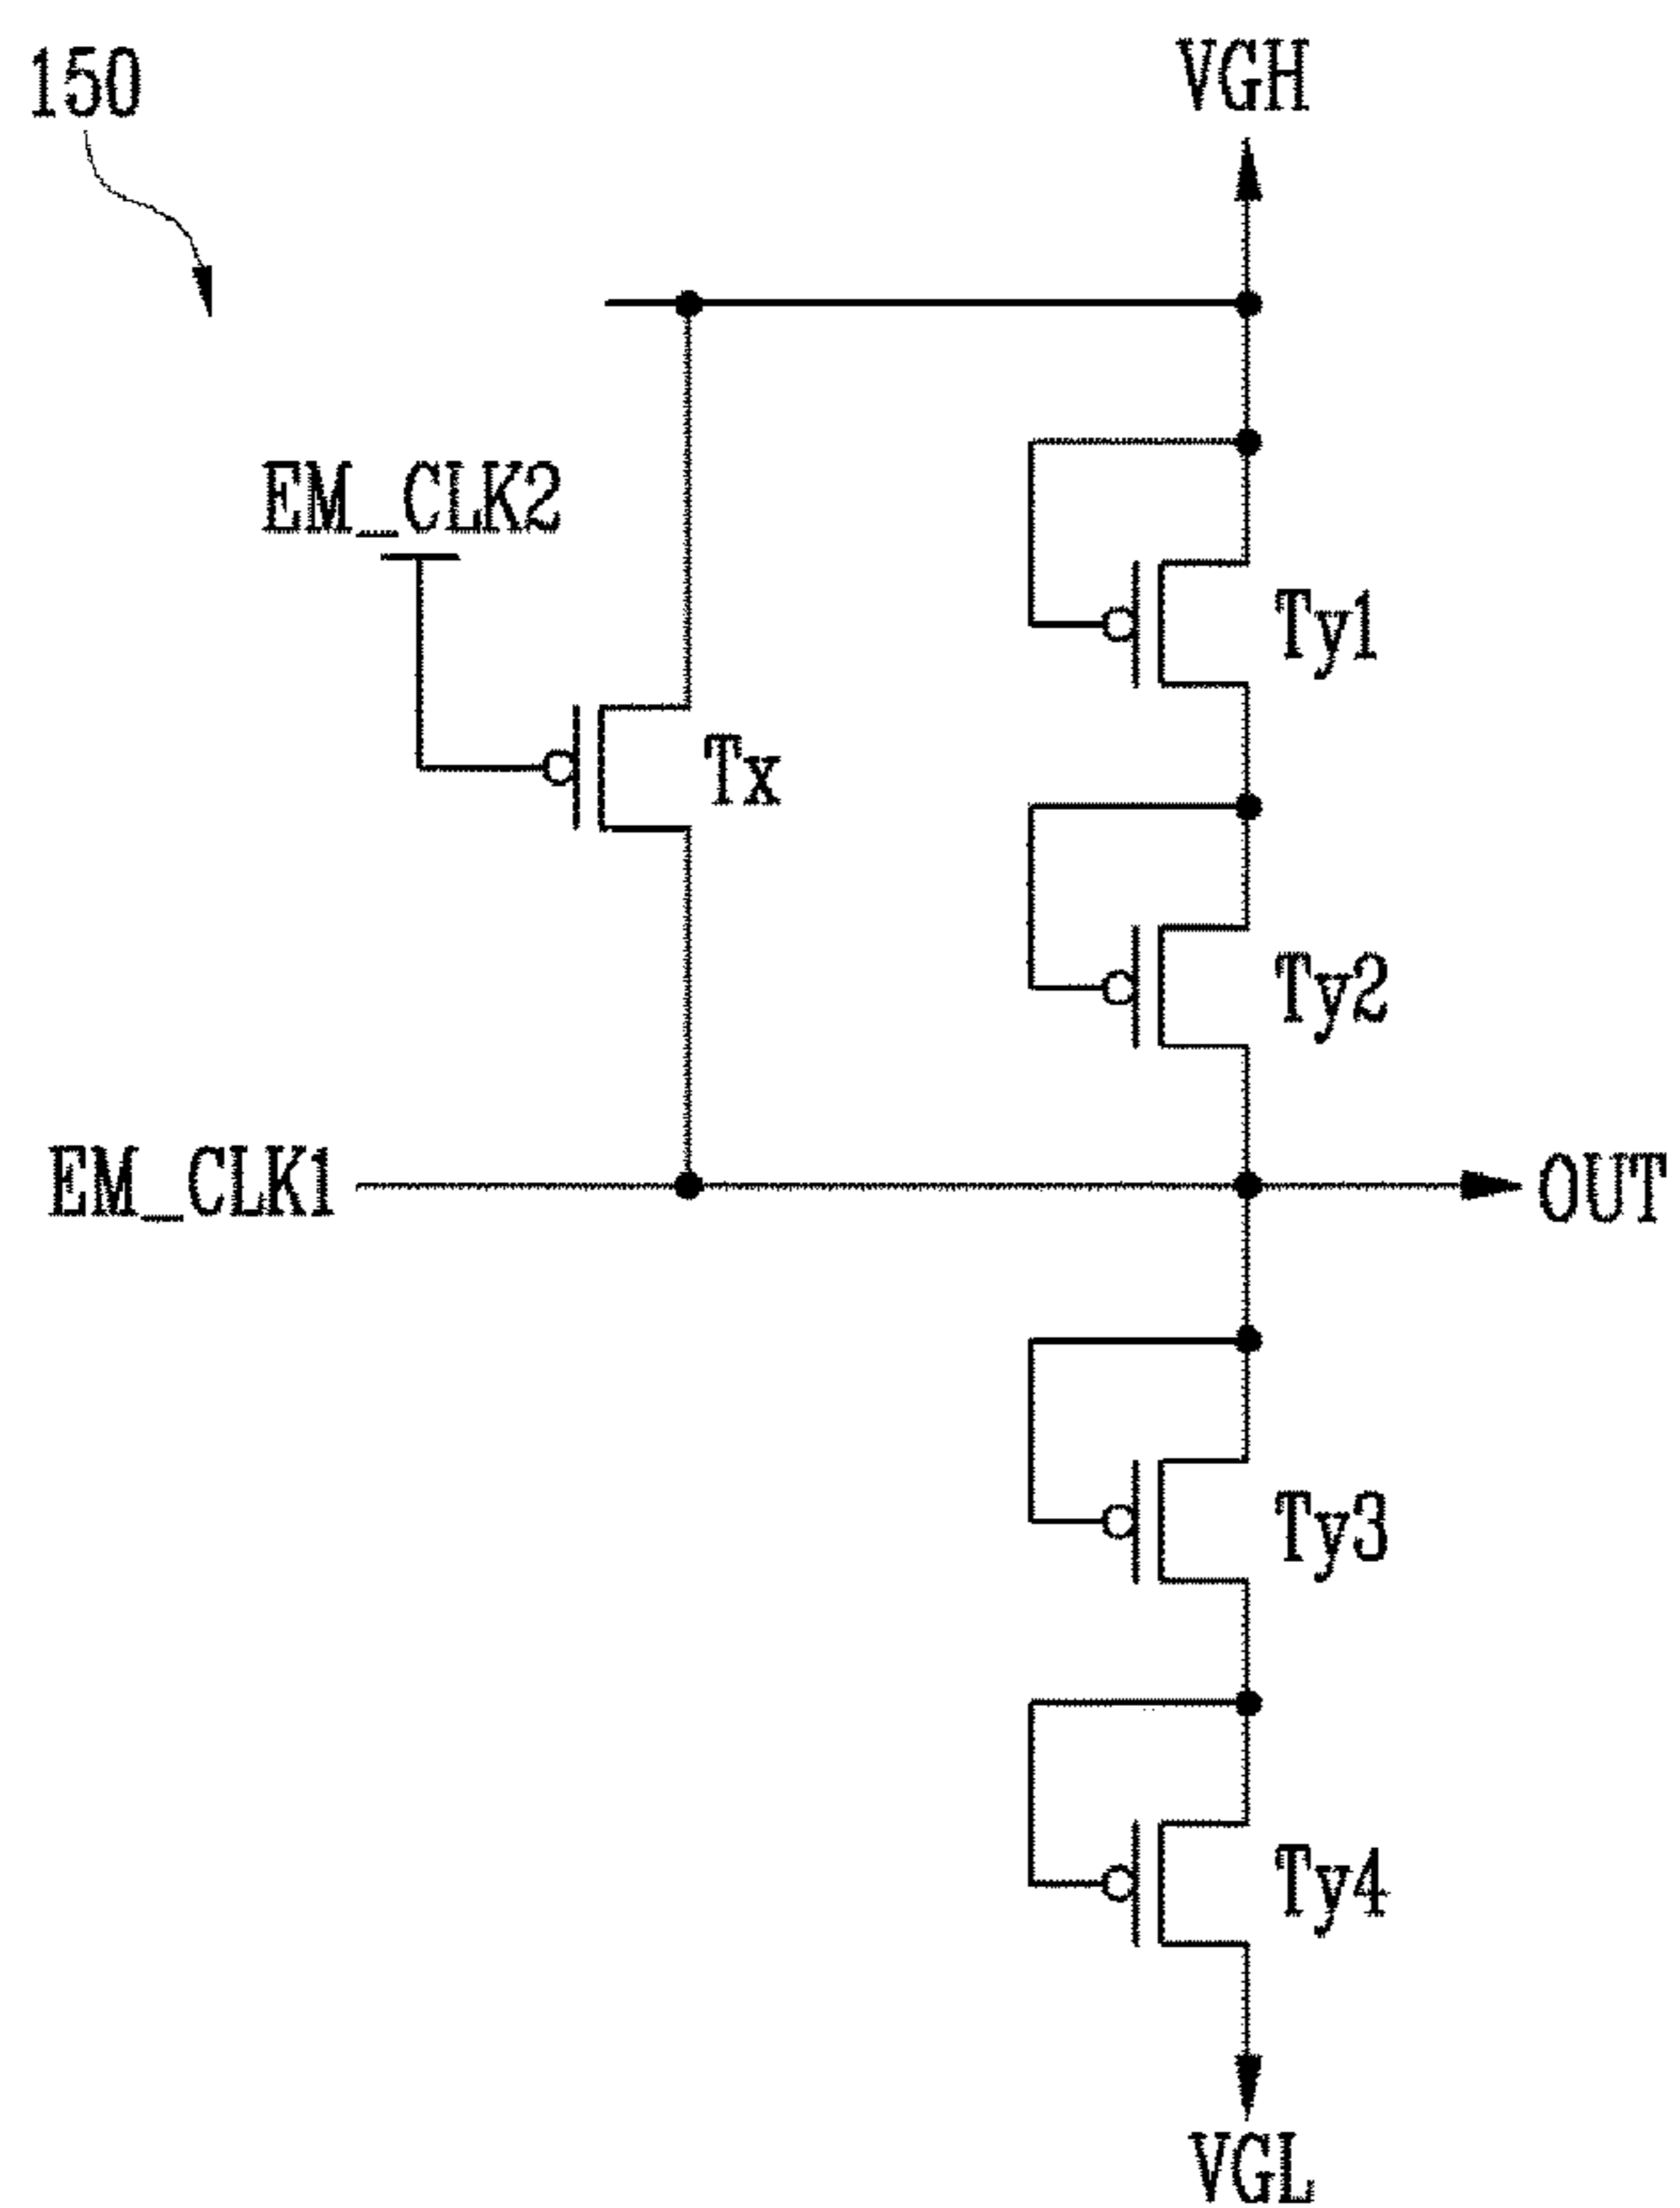 150
VGH
EM_CLK2
Ty1
Tx
Ty2
EM_CLK1
OUT
Ty3
Ty4
VGL